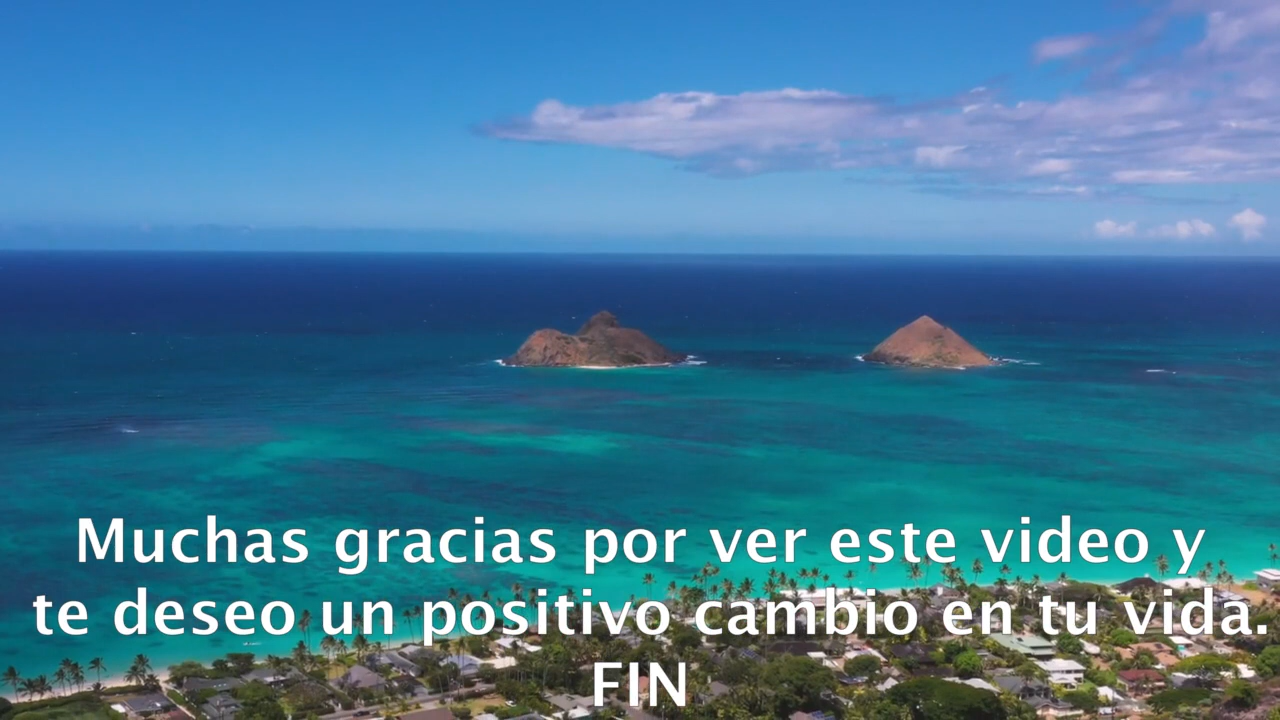 Muchas gracias por ver este video y
te deseo un positivo cambio en tu vida.
FIN